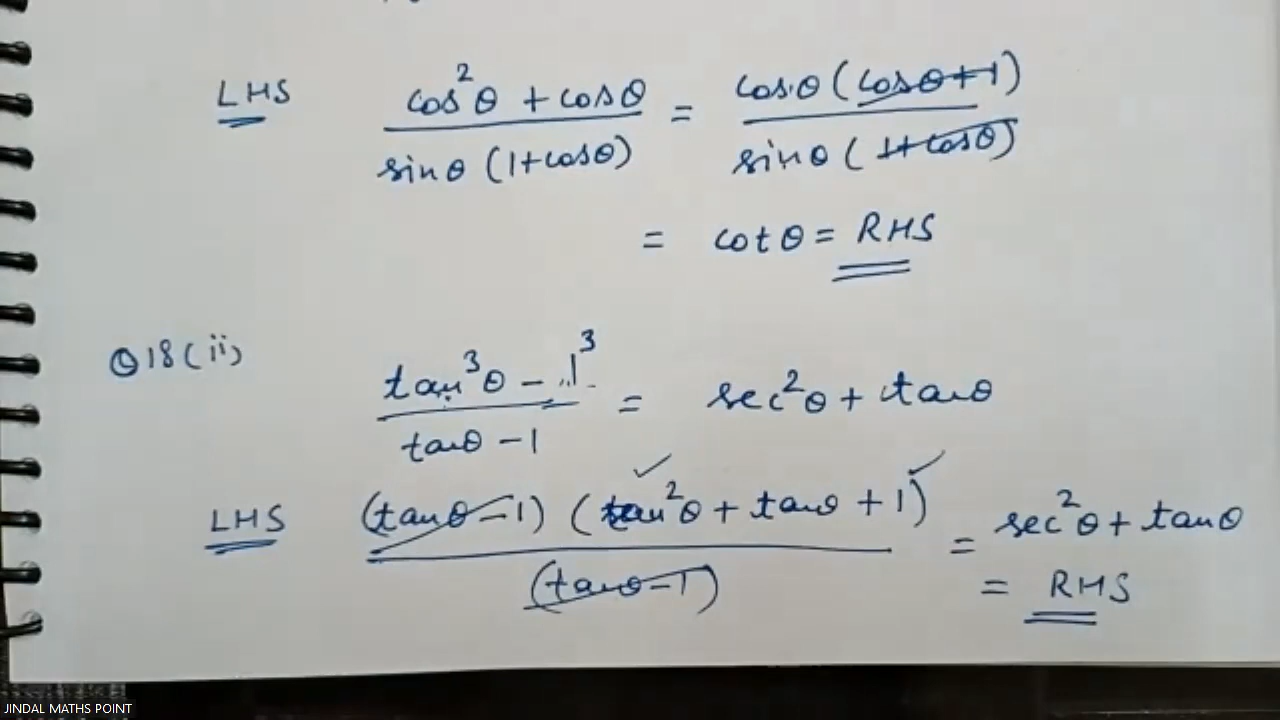 LHS cos²θ + cosθ / sinθ (1+cosθ) = cosθ (cosθ+1) / sinθ (1+cosθ)
= cotθ = RHS
Q18(ii) tan³θ - 1³ / tanθ - 1 = sec²θ + tanθ
LHS (tanθ-1) (tan²θ + tanθ + 1) / (tanθ-1) = sec²θ + tanθ
= RHS
JINDAL MATHS POINT